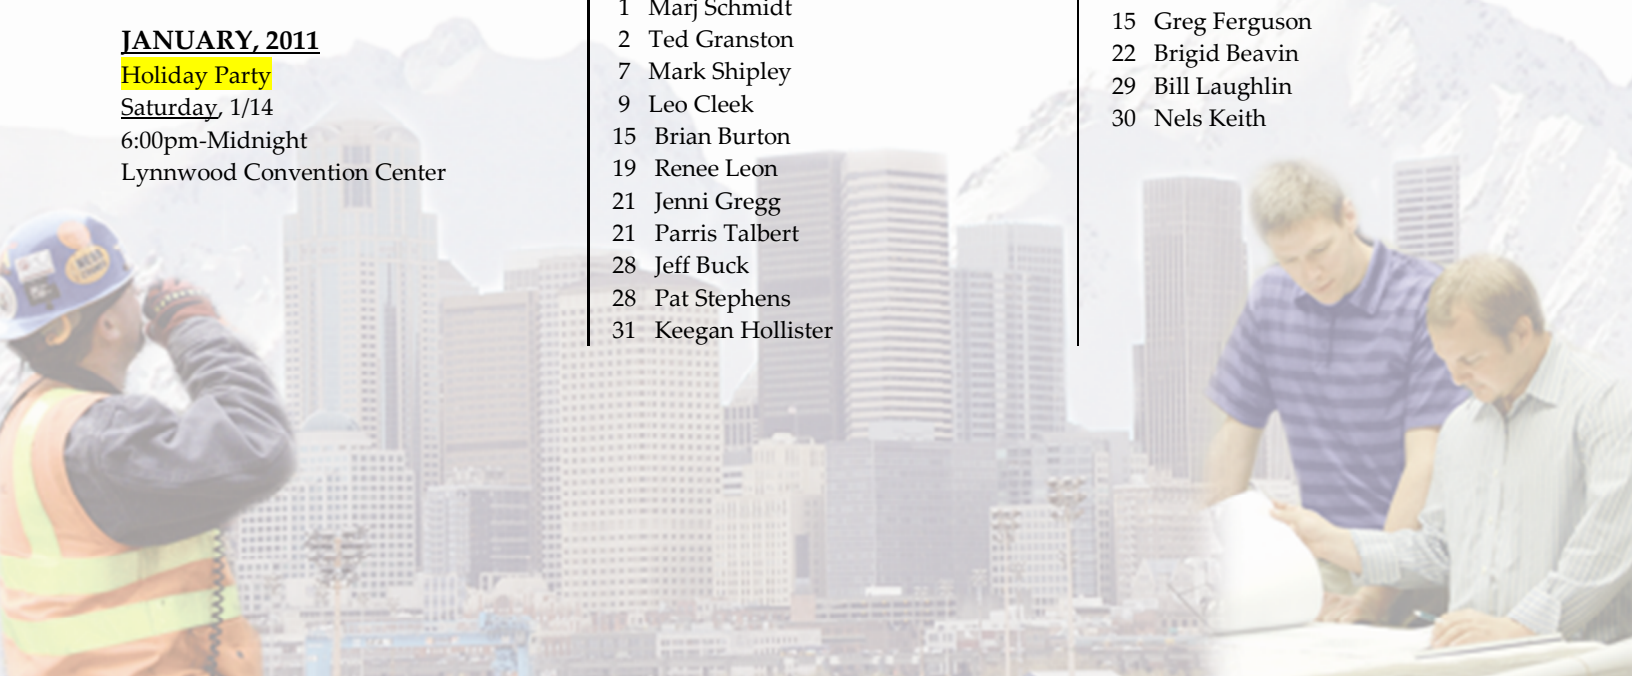 JANUARY, 2011
Holiday Party
Saturday, 1/14
6:00pm-Midnight
Lynnwood Convention Center
1 Marj Schmidt
2 Ted Granston
7 Mark Shipley
9 Leo Cleek
15 Brian Burton
19 Renee Leon
21 Jenni Gregg
21 Parris Talbert
28 Jeff Buck
28 Pat Stephens
31 Keegan Hollister
15 Greg Ferguson
22 Brigid Beavin
29 Bill Laughlin
30 Nels Keith